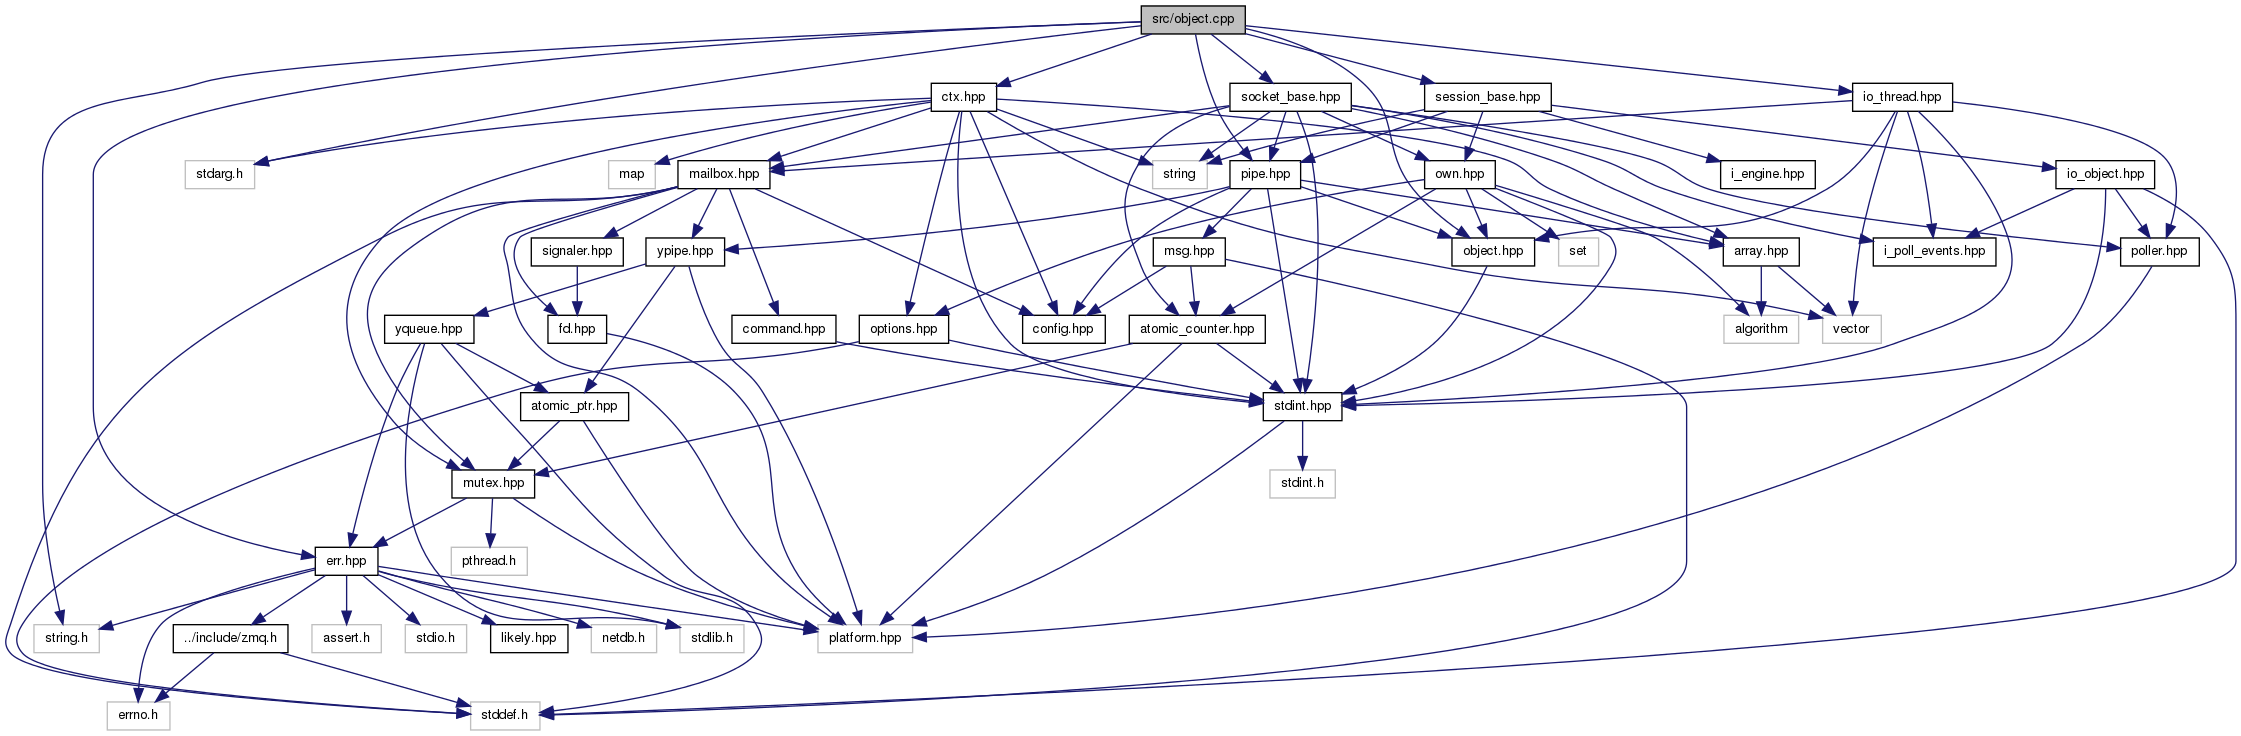 src/object.cpp
ctx.hpp
socket_base.hpp
session_base.hpp
io_thread.hpp
stdarg.h
map
mailbox.hpp
string
pipe.hpp
own.hpp
i_engine.hpp
io_object.hpp
signaler.hpp
ypipe.hpp
msg.hpp
object.hpp
set
array.hpp
i_poll_events.hpp
poller.hpp
yqueue.hpp
fd.hpp
command.hpp
options.hpp
config.hpp
atomic_counter.hpp
algorithm
vector
atomic_ptr.hpp
stdint.hpp
mutex.hpp
stdint.h
err.hpp
pthread.h
string.h
../include/zmq.h
assert.h
stdio.h
likely.hpp
netdb.h
stdlib.h
platform.hpp
errno.h
stddef.h